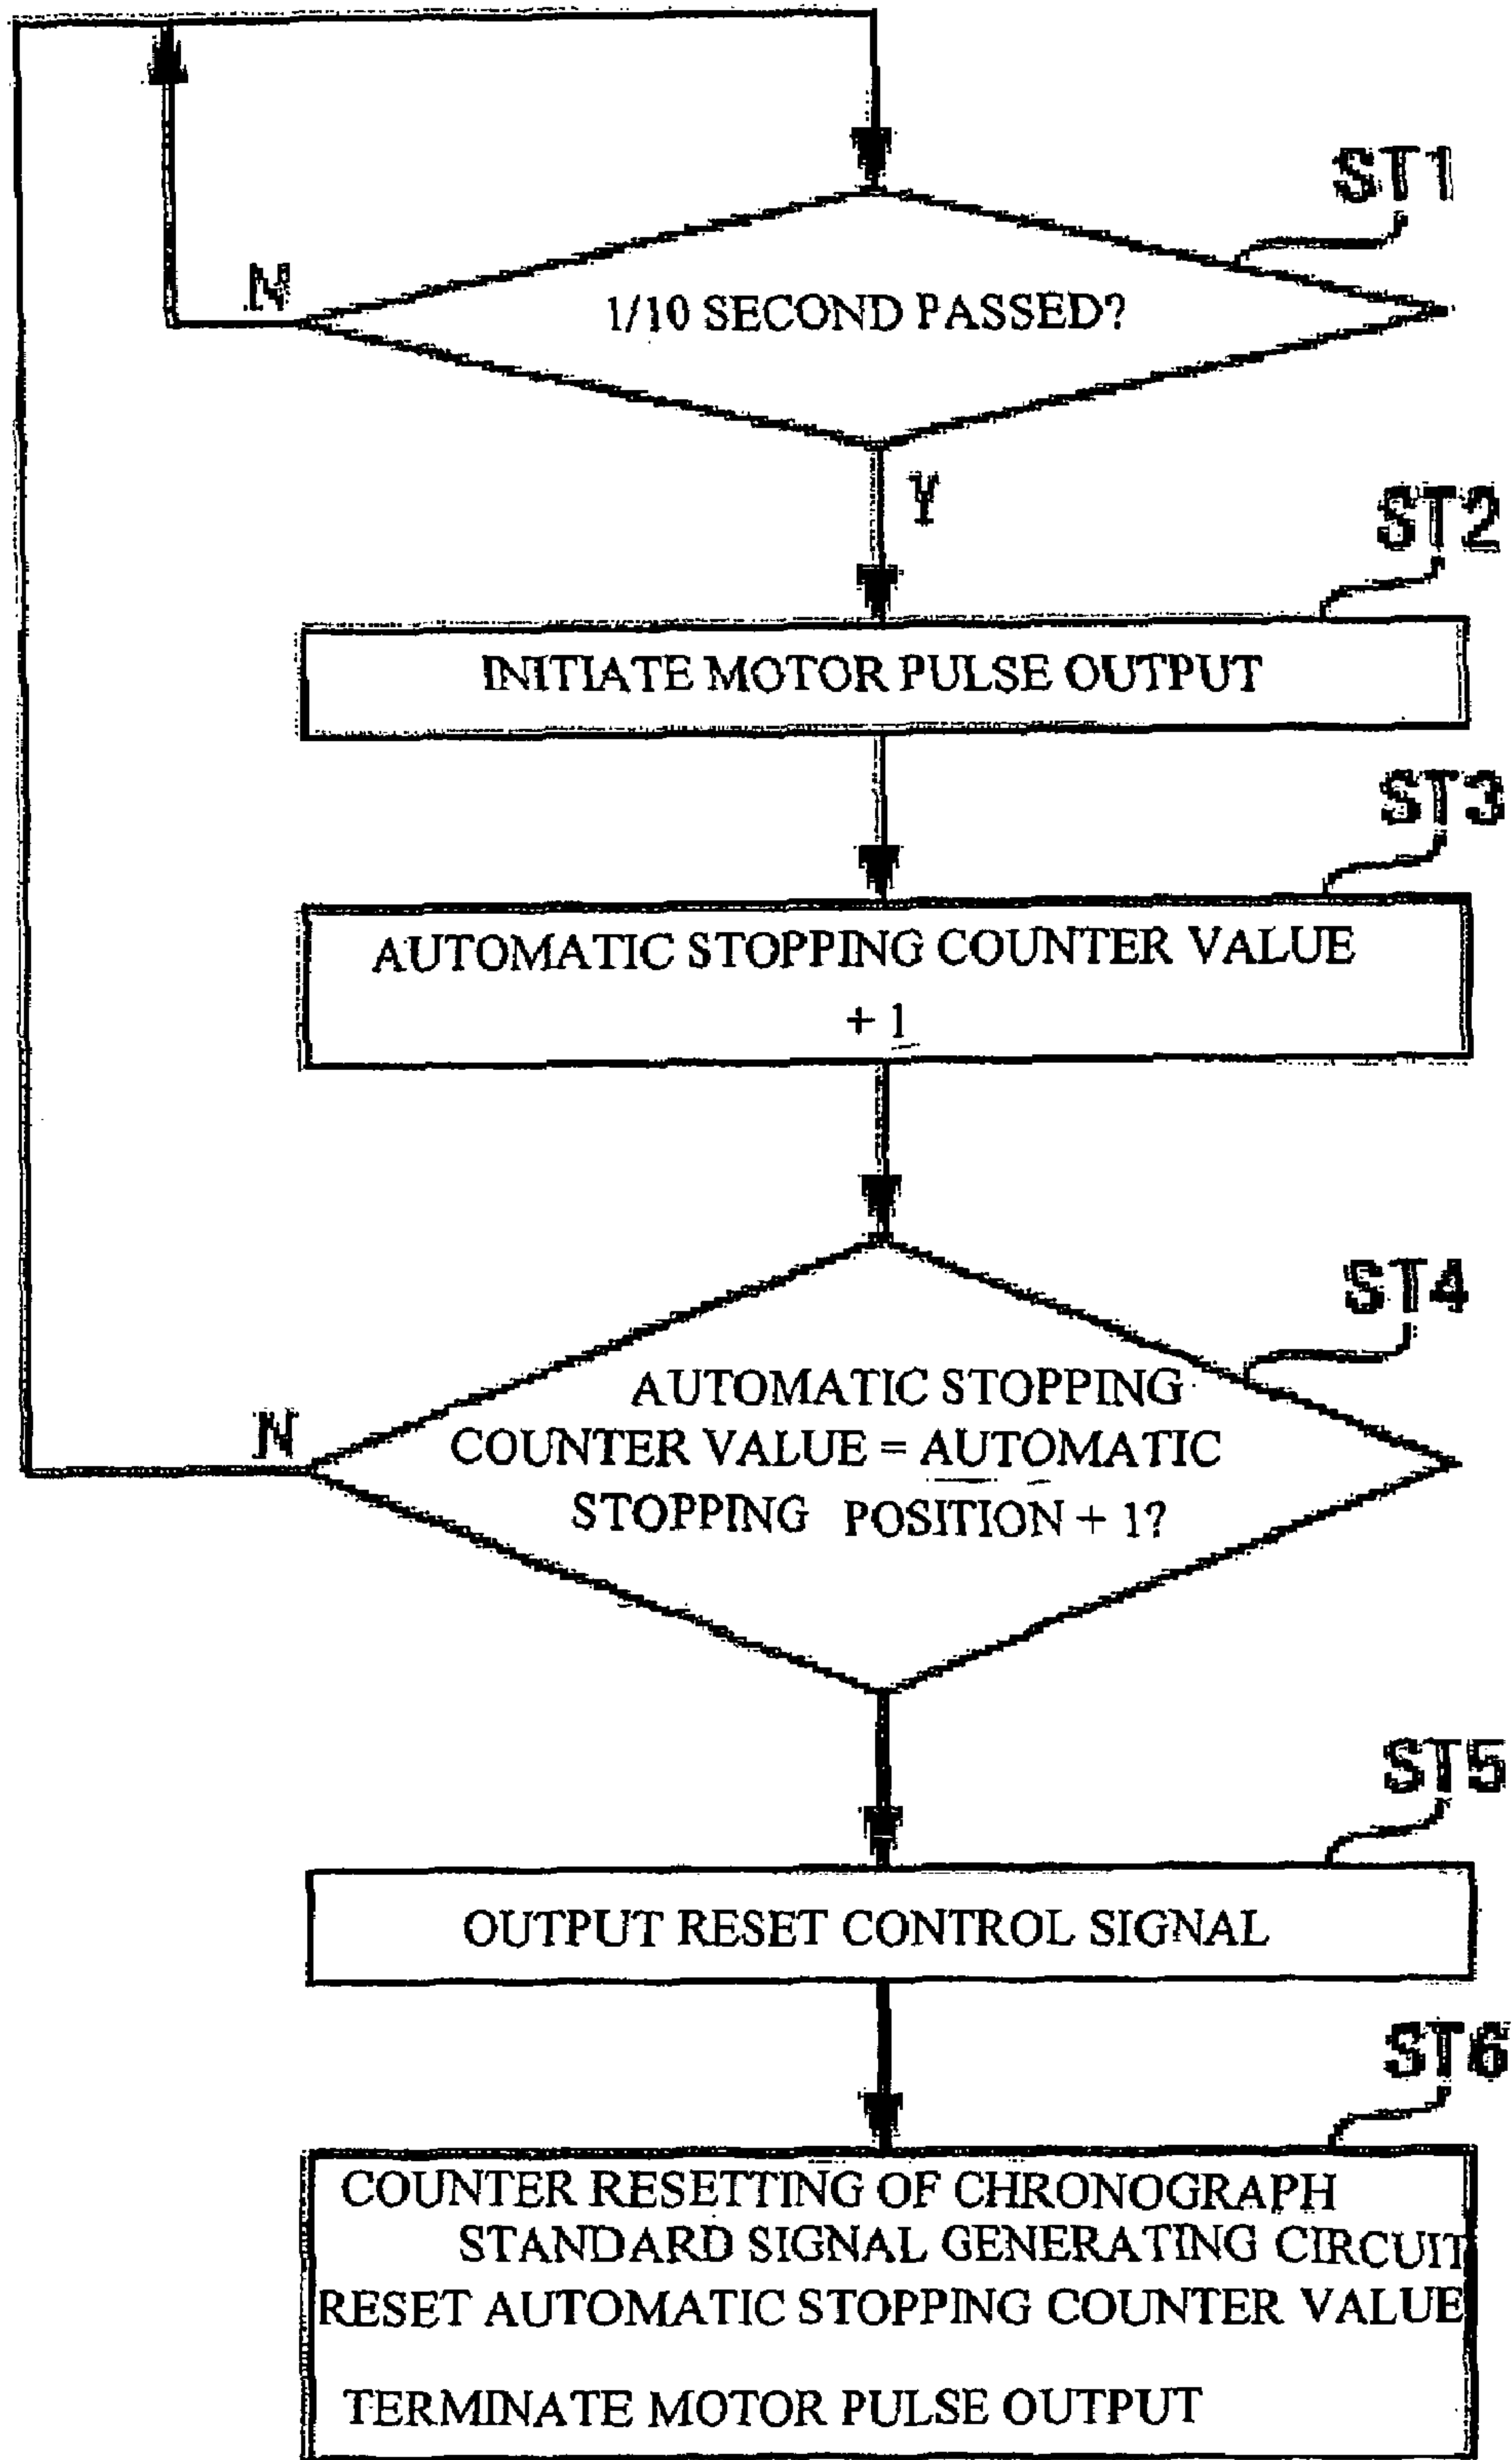 ST1
N
1/10 SECOND PASSED?
Y
ST2
INITIATE MOTOR PULSE OUTPUT
ST3
AUTOMATIC STOPPING COUNTER VALUE
+ 1
ST4
N
AUTOMATIC STOPPING
COUNTER VALUE = AUTOMATIC
STOPPING POSITION + 1?
ST5
OUTPUT RESET CONTROL SIGNAL
ST6
COUNTER RESETTING OF CHRONOGRAPH
STANDARD SIGNAL GENERATING CIRCUIT
RESET AUTOMATIC STOPPING COUNTER VALUE
TERMINATE MOTOR PULSE OUTPUT